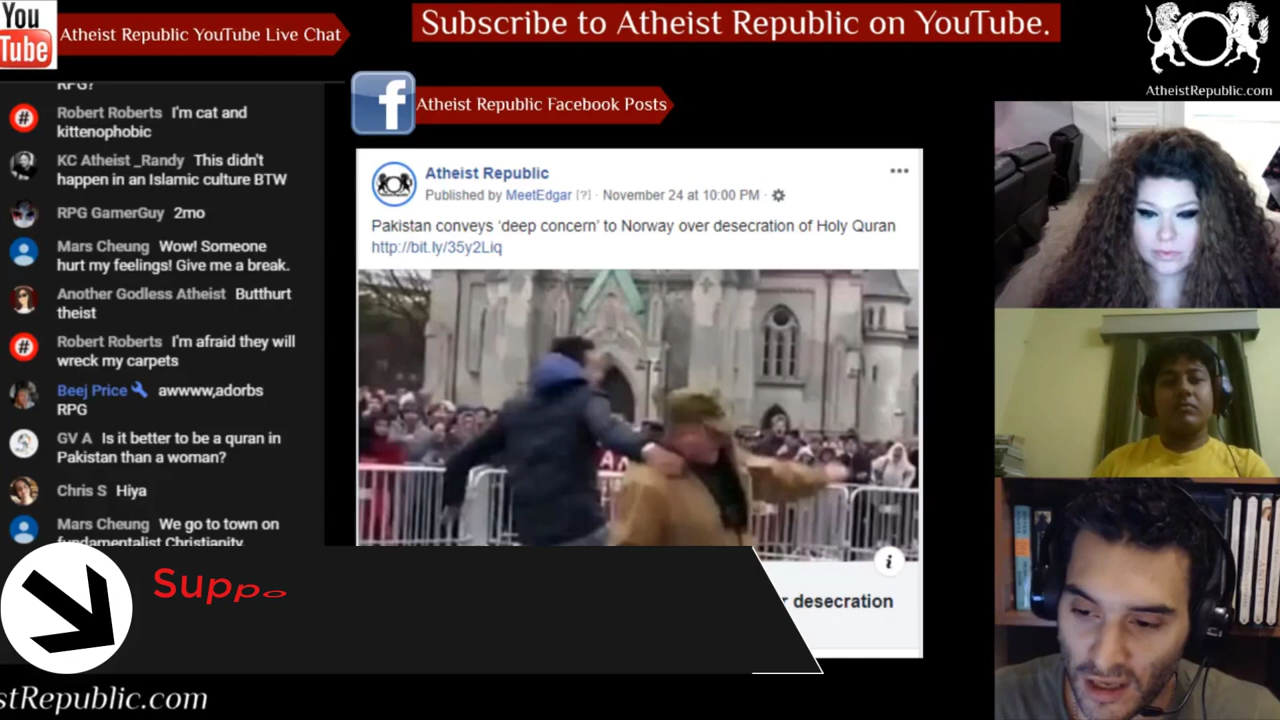 You
Tube
Atheist Republic YouTube Live Chat
Subscribe to Atheist Republic on YouTube.
AtheistRepublic.com
f
Atheist Republic Facebook Posts
RPG?
Robert Roberts I'm cat and
kittenophobic
KC Atheist _Randy This didn't
happen in an Islamic culture BTW
RPG GamerGuy 2mo
Mars Cheung Wow! Someone
hurt my feelings! Give me a break.
Another Godless Atheist Butthurt
theist
Robert Roberts I'm afraid they will
wreck my carpets
Beej Price awwww,adorbs
RPG
GV A Is it better to be a quran in
Pakistan than a woman?
Chris S Hiya
Mars Cheung We go to town on
fundamentalist Christianity
Atheist Republic
Published by MeetEdgar [?] · November 24 at 10:00 PM ·
Pakistan conveys 'deep concern' to Norway over desecration of Holy Quran
http://bit.ly/35y2Liq
i
r desecration
Suppo
stRepublic.com